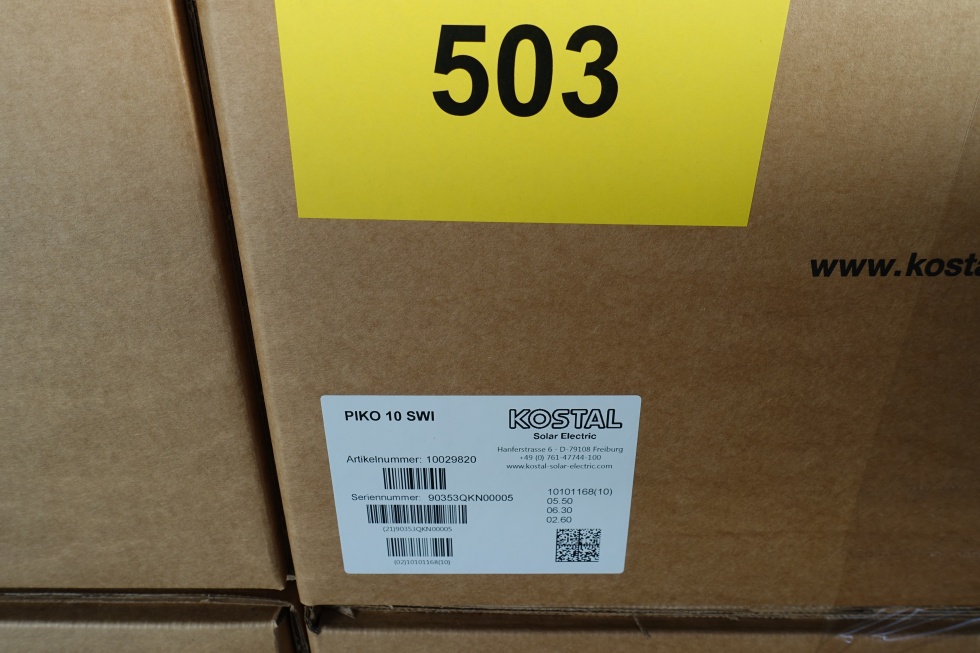 503
www.kosta
PIKO 10 SWI
KOSTAL
Solar Electric
Hanferstrasse 6 - D-79108 Freiburg
+49 (0) 761-47744-100
www.kostal-solar-electric.com
Artikelnummer: 10029820
Seriennummer: 90353QKN00005
(21)90353QKN00005
(02)10101168(10)
10101168(10)
05.50
06.30
02.60